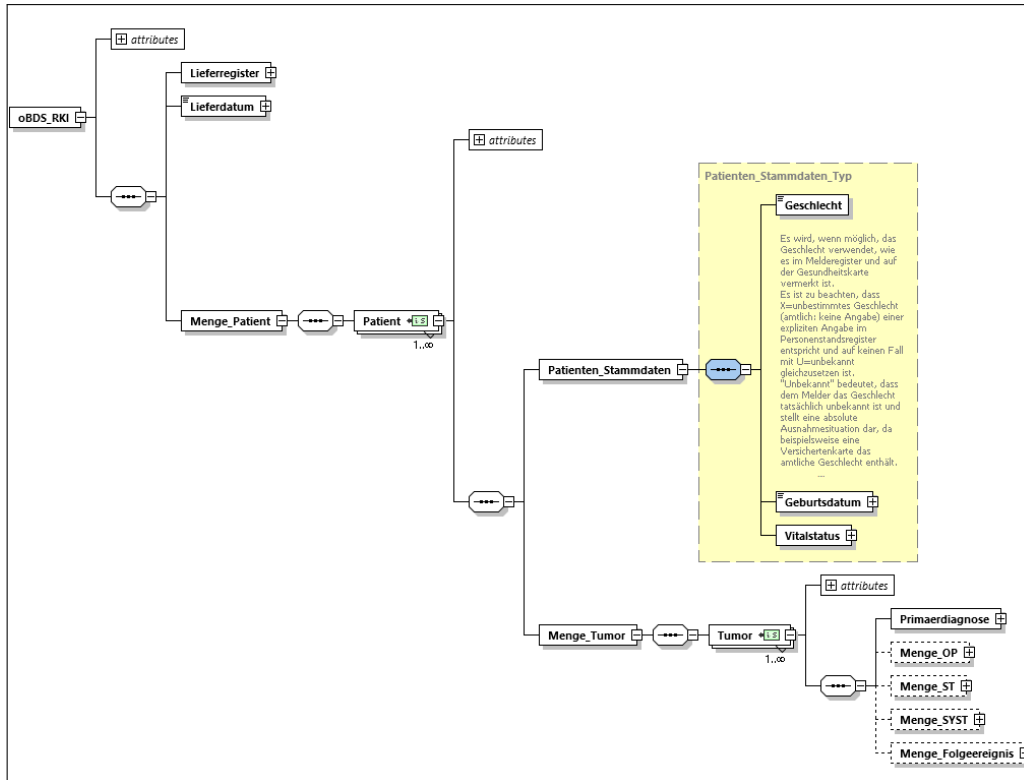 attributes
Lieferregister
Lieferdatum
oBDS_RKI
attributes
Patienten_Stammdaten_Typ
Geschlecht
Es wird, wenn möglich, das
Geschlecht verwendet, wie
es im Melderegister und auf
der Gesundheitskarte
vermerkt ist.
Es ist zu beachten, dass
X=unbestimmtes Geschlecht
(amtlich: keine Angabe) einer
expliziten Angabe im
Personenstandsregister
entspricht und auf keinen Fall
mit U=unbekannt
gleichzusetzen ist.
"Unbekannt" bedeutet, dass
dem Melder das Geschlecht
tatsächlich unbekannt ist und
stellt eine absolute
Ausnahmesituation dar, da
beispielsweise eine
Versichertenkarte das
amtliche Geschlecht enthält.
Menge_Patient
Patient
1..∞
Patienten_Stammdaten
Geburtsdatum
Vitalstatus
attributes
Menge_Tumor
Tumor
1..∞
Primaerdiagnose
Menge_OP
Menge_ST
Menge_SYST
Menge_Folgeereignis